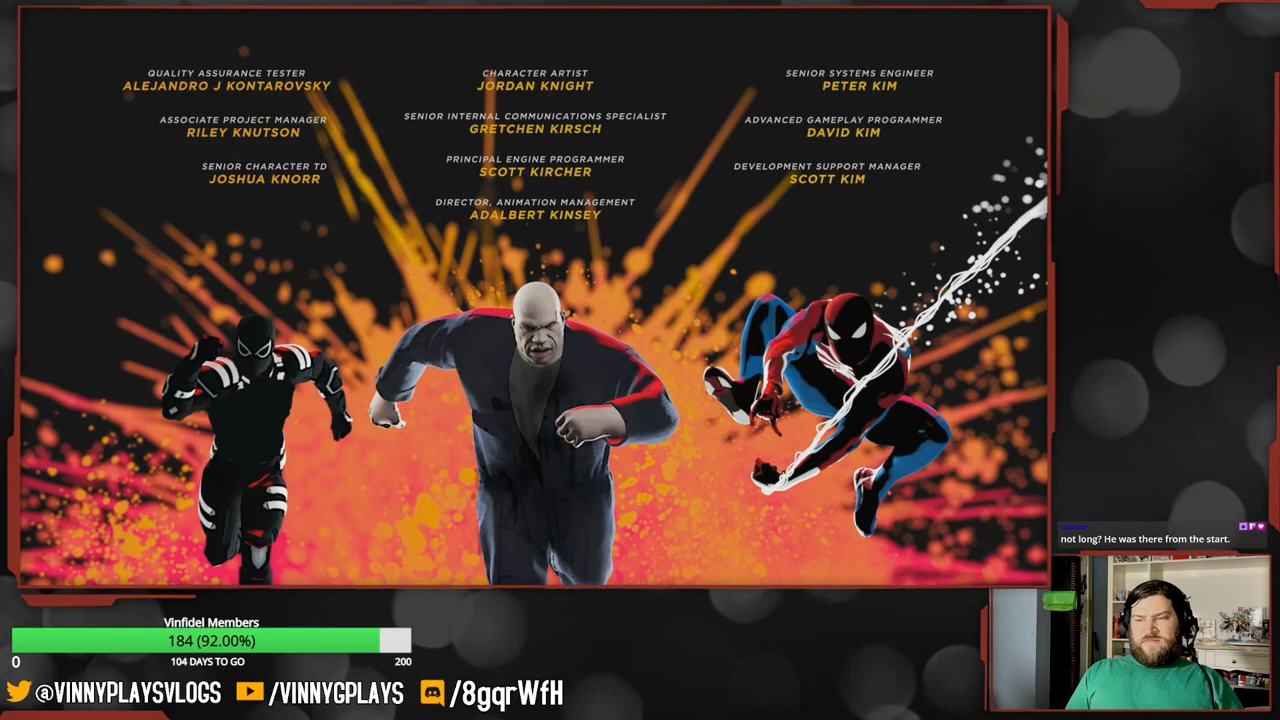 QUALITY ASSURANCE TESTER
ALEJANDRO J KONTAROVSKY
ASSOCIATE PROJECT MANAGER
RILEY KNUTSON
SENIOR CHARACTER TD
JOSHUA KNORR
CHARACTER ARTIST
JORDAN KNIGHT
SENIOR INTERNAL COMMUNICATIONS SPECIALIST
GRETCHEN KIRSCH
PRINCIPAL ENGINE PROGRAMMER
SCOTT KIRCHER
DIRECTOR, ANIMATION MANAGEMENT
ADALBERT KINSEY
SENIOR SYSTEMS ENGINEER
PETER KIM
ADVANCED GAMEPLAY PROGRAMMER
DAVID KIM
DEVELOPMENT SUPPORT MANAGER
SCOTT KIM
not long? He was there from the start.
Vinfidel Members
184 (92.00%)
0 104 DAYS TO GO 200
@VINNYPLAYSVLOGS /VINNYGPLAYS /8gqrWfH